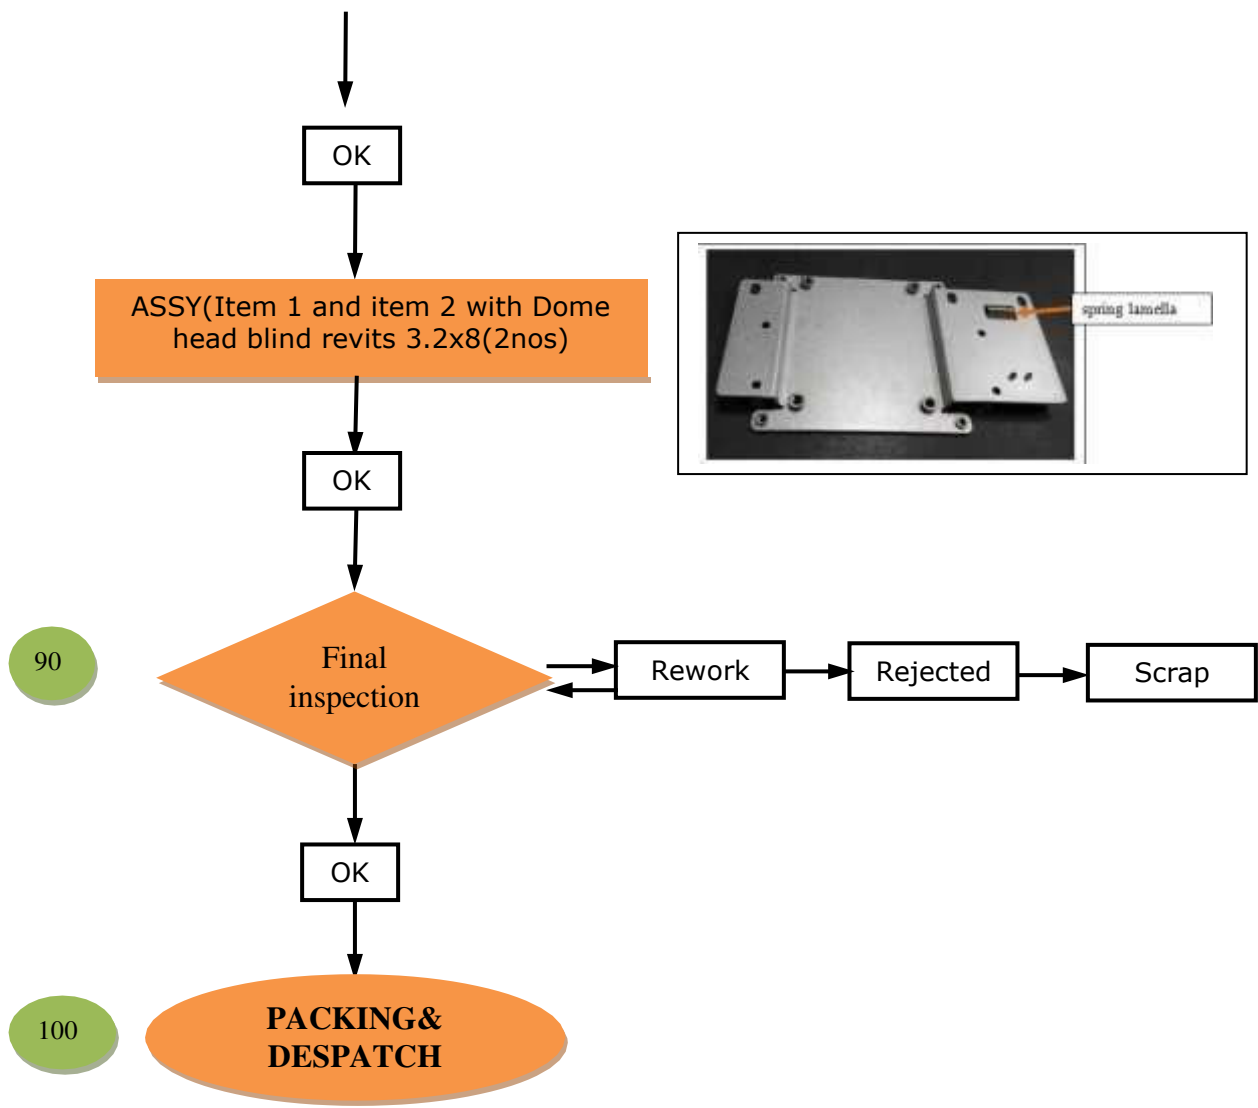 OK
ASSY(Item 1 and item 2 with Dome
head blind revits 3.2x8(2nos)
spring lamella
OK
90
Final
inspection
Rework
Rejected
Scrap
OK
100
PACKING&
DESPATCH